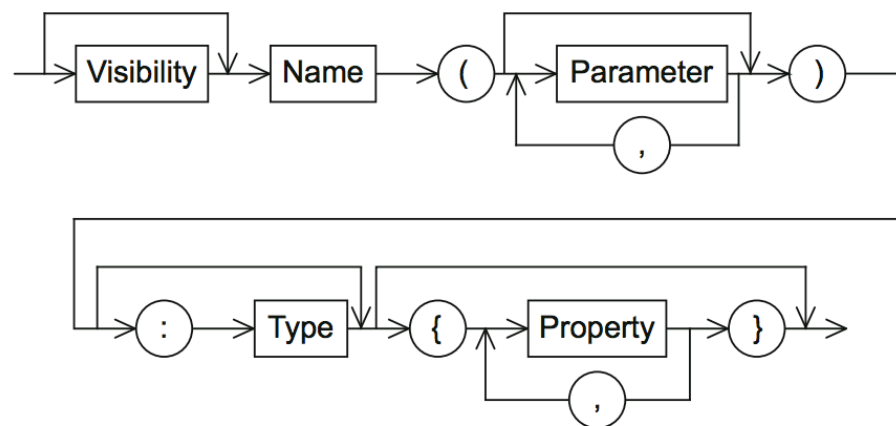 Visibility Name ( Parameter )
,
: Type { Property }
,